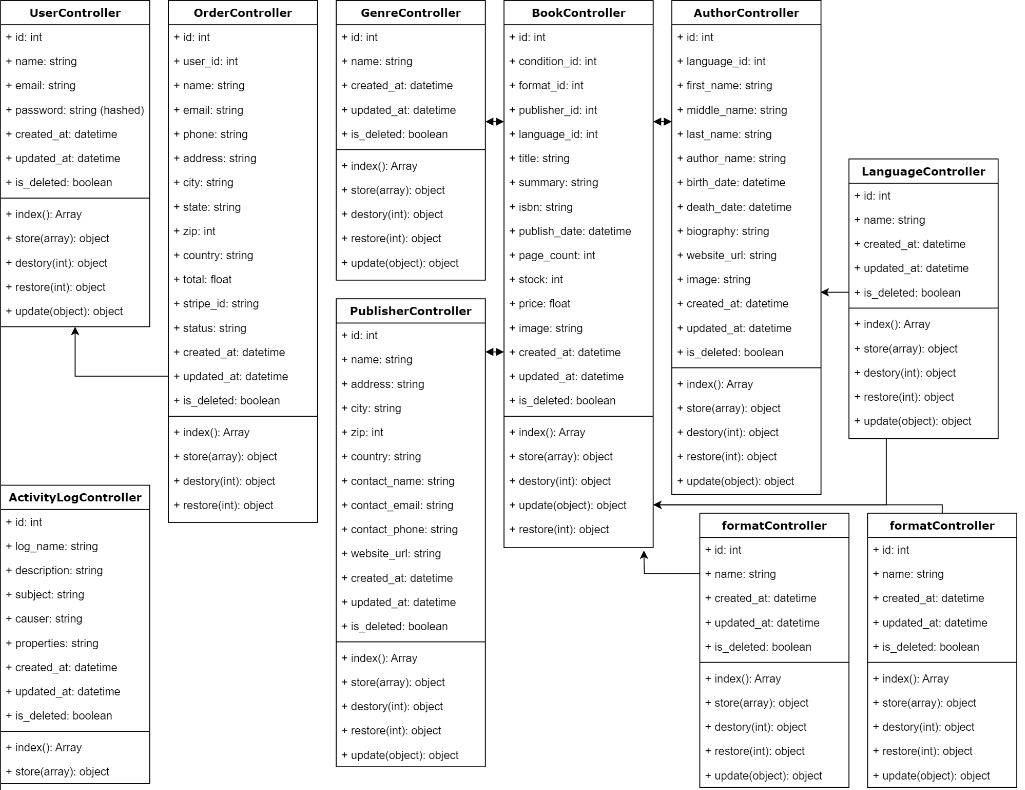 UserController
+ id: int
+ name: string
+ email: string
+ password: string (hashed)
+ created_at: datetime
+ updated_at: datetime
+ is_deleted: boolean
+ index(): Array
+ store(array): object
+ destory(int): object
+ restore(int): object
+ update(object): object
OrderController
+ id: int
+ user_id: int
+ name: string
+ email: string
+ phone: string
+ address: string
+ city: string
+ state: string
+ zip: int
+ country: string
+ total: float
+ stripe_id: string
+ status: string
+ created_at: datetime
+ updated_at: datetime
+ is_deleted: boolean
+ index(): Array
+ store(array): object
+ destory(int): object
+ restore(int): object
GenreController
+ id: int
+ name: string
+ created_at: datetime
+ updated_at: datetime
+ is_deleted: boolean
+ index(): Array
+ store(array): object
+ destory(int): object
+ restore(int): object
+ update(object): object
BookController
+ id: int
+ condition_id: int
+ format_id: int
+ publisher_id: int
+ language_id: int
+ title: string
+ summary: string
+ isbn: string
+ publish_date: datetime
+ page_count: int
+ stock: int
+ price: float
+ image: string
+ created_at: datetime
+ updated_at: datetime
+ is_deleted: boolean
+ index(): Array
+ store(array): object
+ destory(int): object
+ update(object): object
+ restore(int): object
AuthorController
+ id: int
+ language_id: int
+ first_name: string
+ middle_name: string
+ last_name: string
+ author_name: string
+ birth_date: datetime
+ death_date: datetime
+ biography: string
+ website_url: string
+ image: string
+ created_at: datetime
+ updated_at: datetime
+ is_deleted: boolean
+ index(): Array
+ store(array): object
+ destory(int): object
+ restore(int): object
+ update(object): object
LanguageController
+ id: int
+ name: string
+ created_at: datetime
+ updated_at: datetime
+ is_deleted: boolean
+ index(): Array
+ store(array): object
+ destory(int): object
+ restore(int): object
+ update(object): object
PublisherController
+ id: int
+ name: string
+ address: string
+ city: string
+ zip: int
+ country: string
+ contact_name: string
+ contact_email: string
+ contact_phone: string
+ website_url: string
+ created_at: datetime
+ updated_at: datetime
+ is_deleted: boolean
+ index(): Array
+ store(array): object
+ destory(int): object
+ restore(int): object
+ update(object): object
ActivityLogController
+ id: int
+ log_name: string
+ description: string
+ subject: string
+ causer: string
+ properties: string
+ created_at: datetime
+ updated_at: datetime
+ is_deleted: boolean
+ index(): Array
+ store(array): object
formatController
+ id: int
+ name: string
+ created_at: datetime
+ updated_at: datetime
+ is_deleted: boolean
+ index(): Array
+ store(array): object
+ destory(int): object
+ restore(int): object
+ update(object): object
formatController
+ id: int
+ name: string
+ created_at: datetime
+ updated_at: datetime
+ is_deleted: boolean
+ index(): Array
+ store(array): object
+ destory(int): object
+ restore(int): object
+ update(object): object